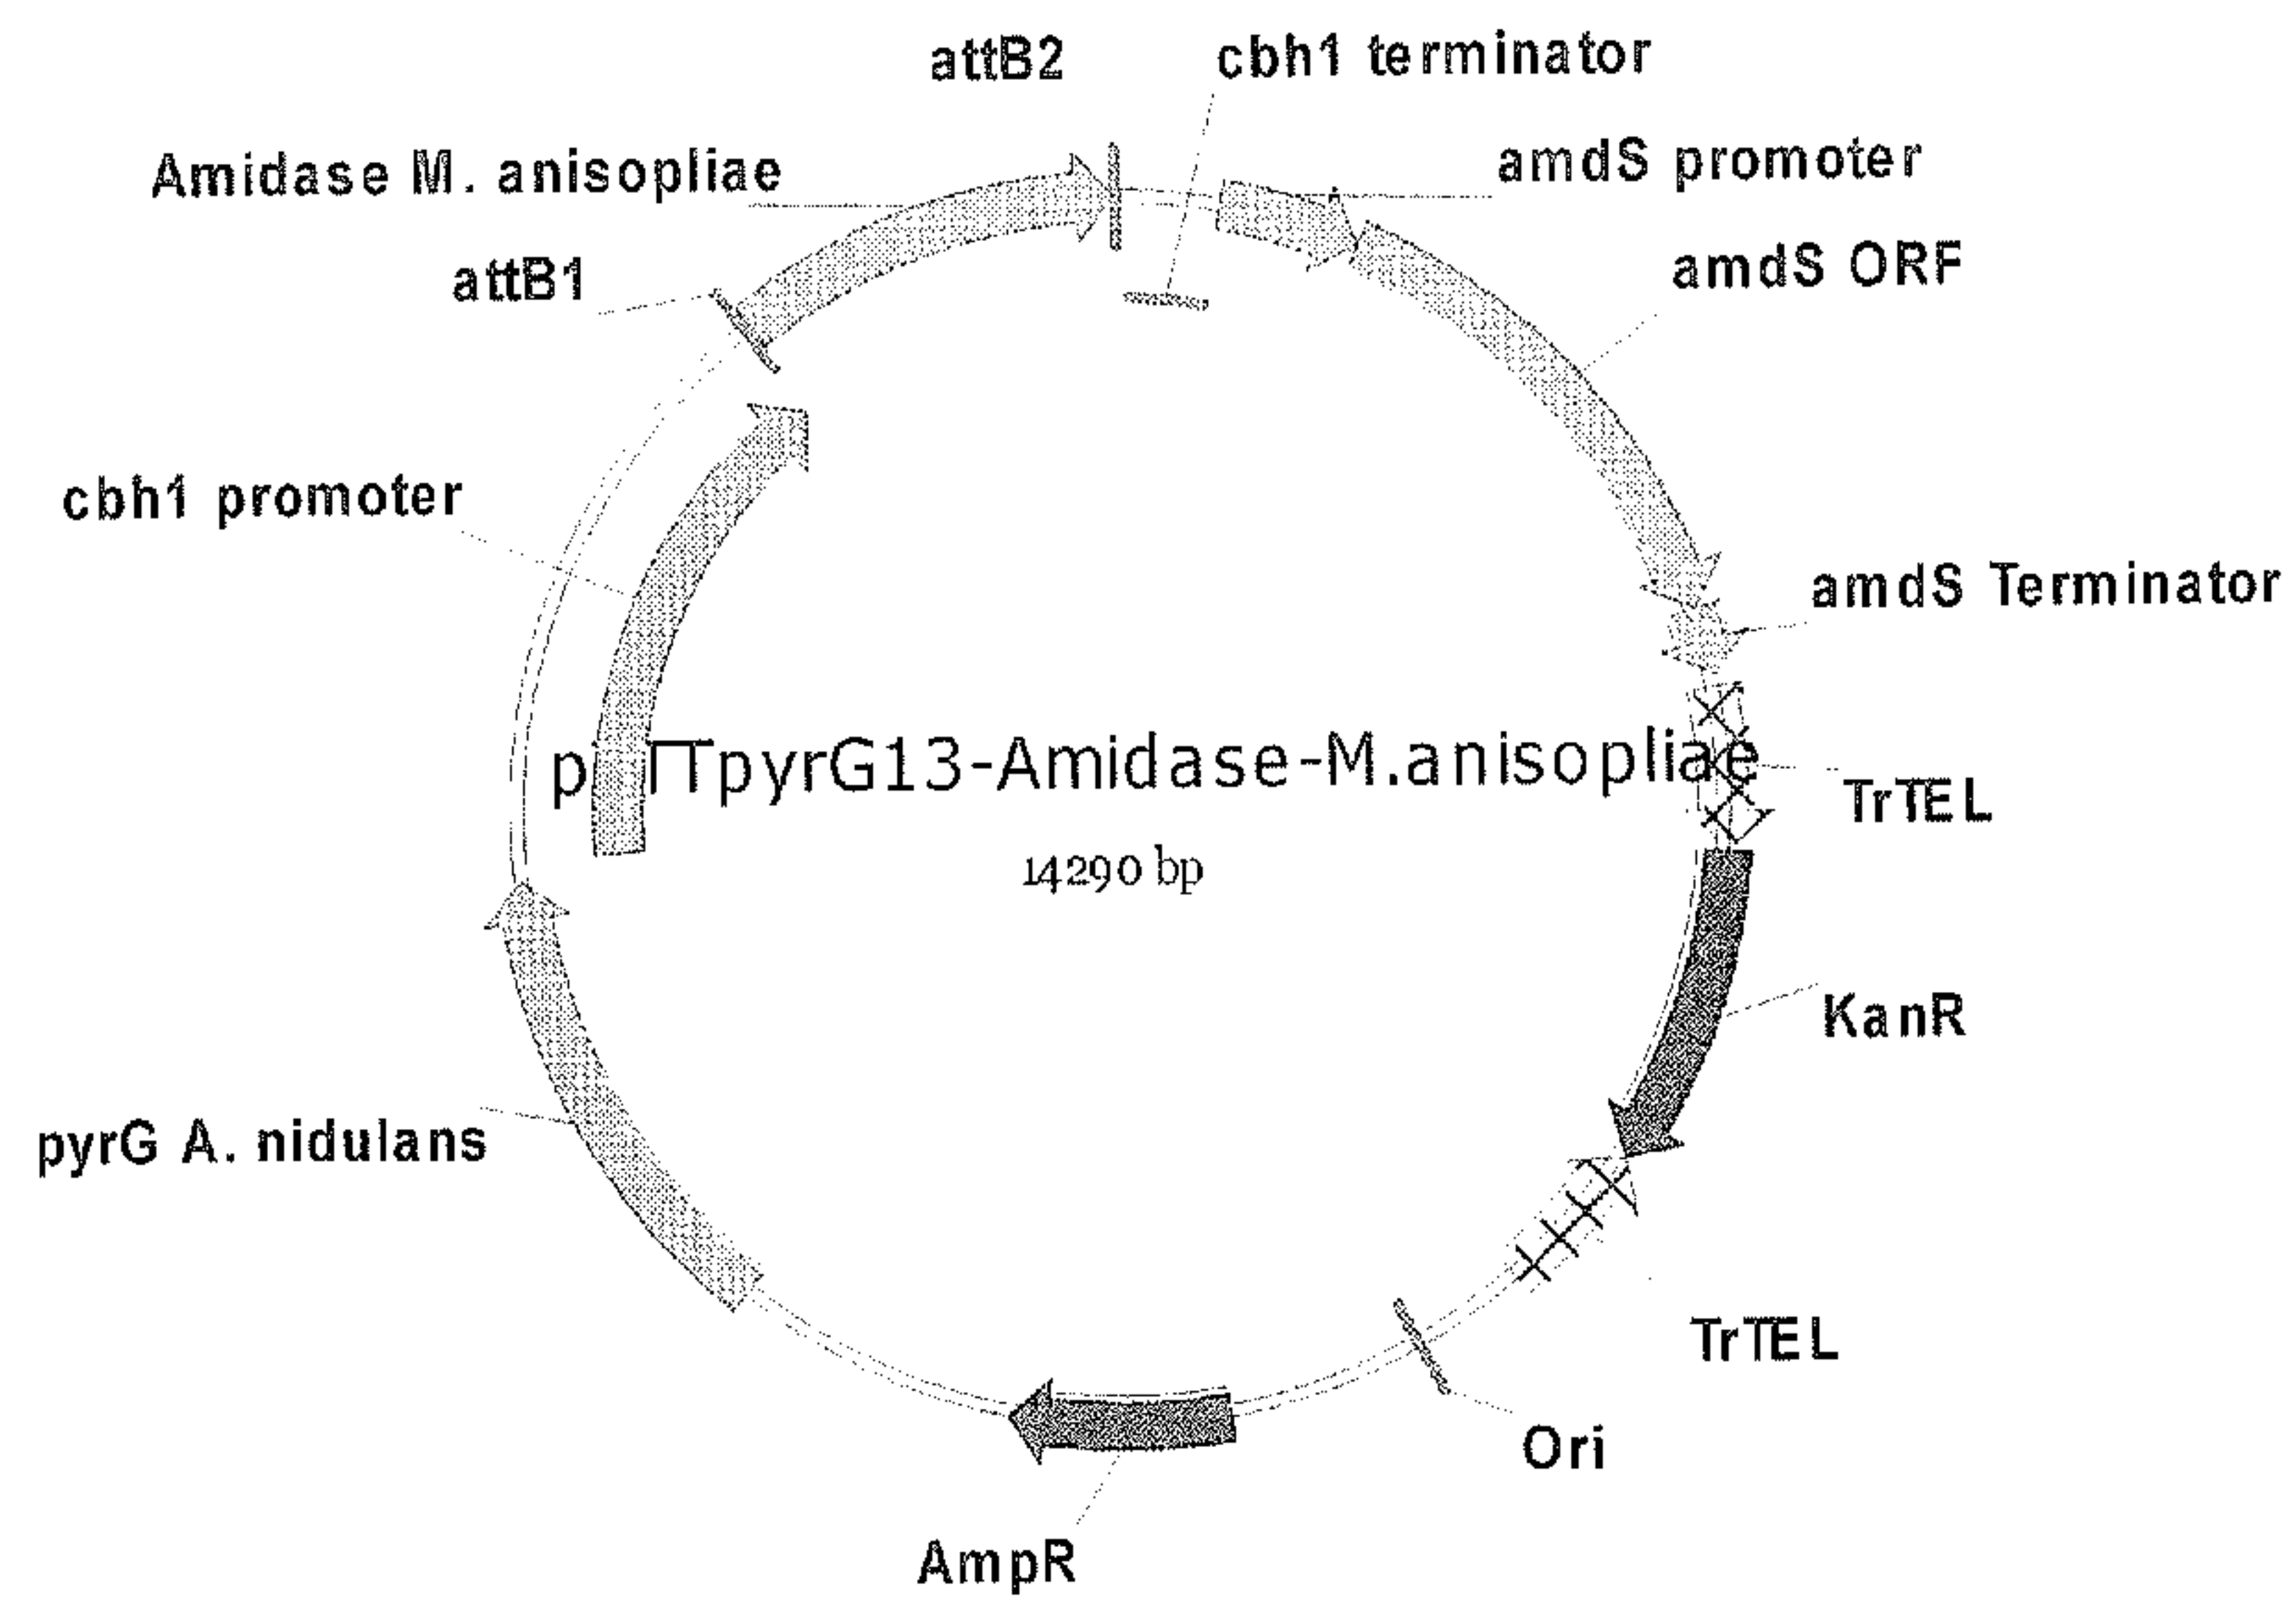 attB2
cbh1 terminator
Amidase M. anisopliae
amdS promoter
attB1
amdS ORF
cbh1 promoter
amdS Terminator
TrTEL
14290 bp
KanR
pyrG A. nidulans
TrTEL
Ori
AmpR